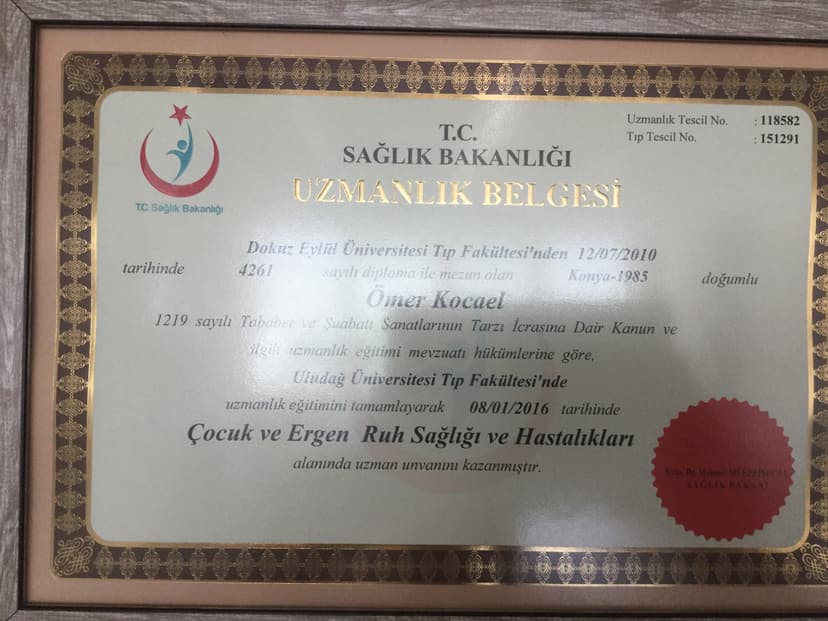 Uzmanlık Tescil No. : 118582
Tıp Tescil No. : 151291
T.C. Sağlık Bakanlığı
T.C.
SAĞLIK BAKANLIĞI
UZMANLIK BELGESİ
Dokuz Eylül Üniversitesi Tıp Fakültesi'nden 12/07/2010
tarihinde 4261 sayılı diploma ile mezun olan Konya-1985 doğumlu
Ömer Kocael
1219 sayılı Tababet ve Şuabatı Sanatlarının Tarzı İcrasına Dair Kanun ve
ilgili uzmanlık eğitimi mevzuatı hükümlerine göre,
Uludağ Üniversitesi Tıp Fakültesi'nde
uzmanlık eğitimini tamamlayarak 08/01/2016 tarihinde
Çocuk ve Ergen Ruh Sağlığı ve Hastalıkları
alanında uzman unvanını kazanmıştır.
Dr. Mehmet
SAĞLIK BAKANI